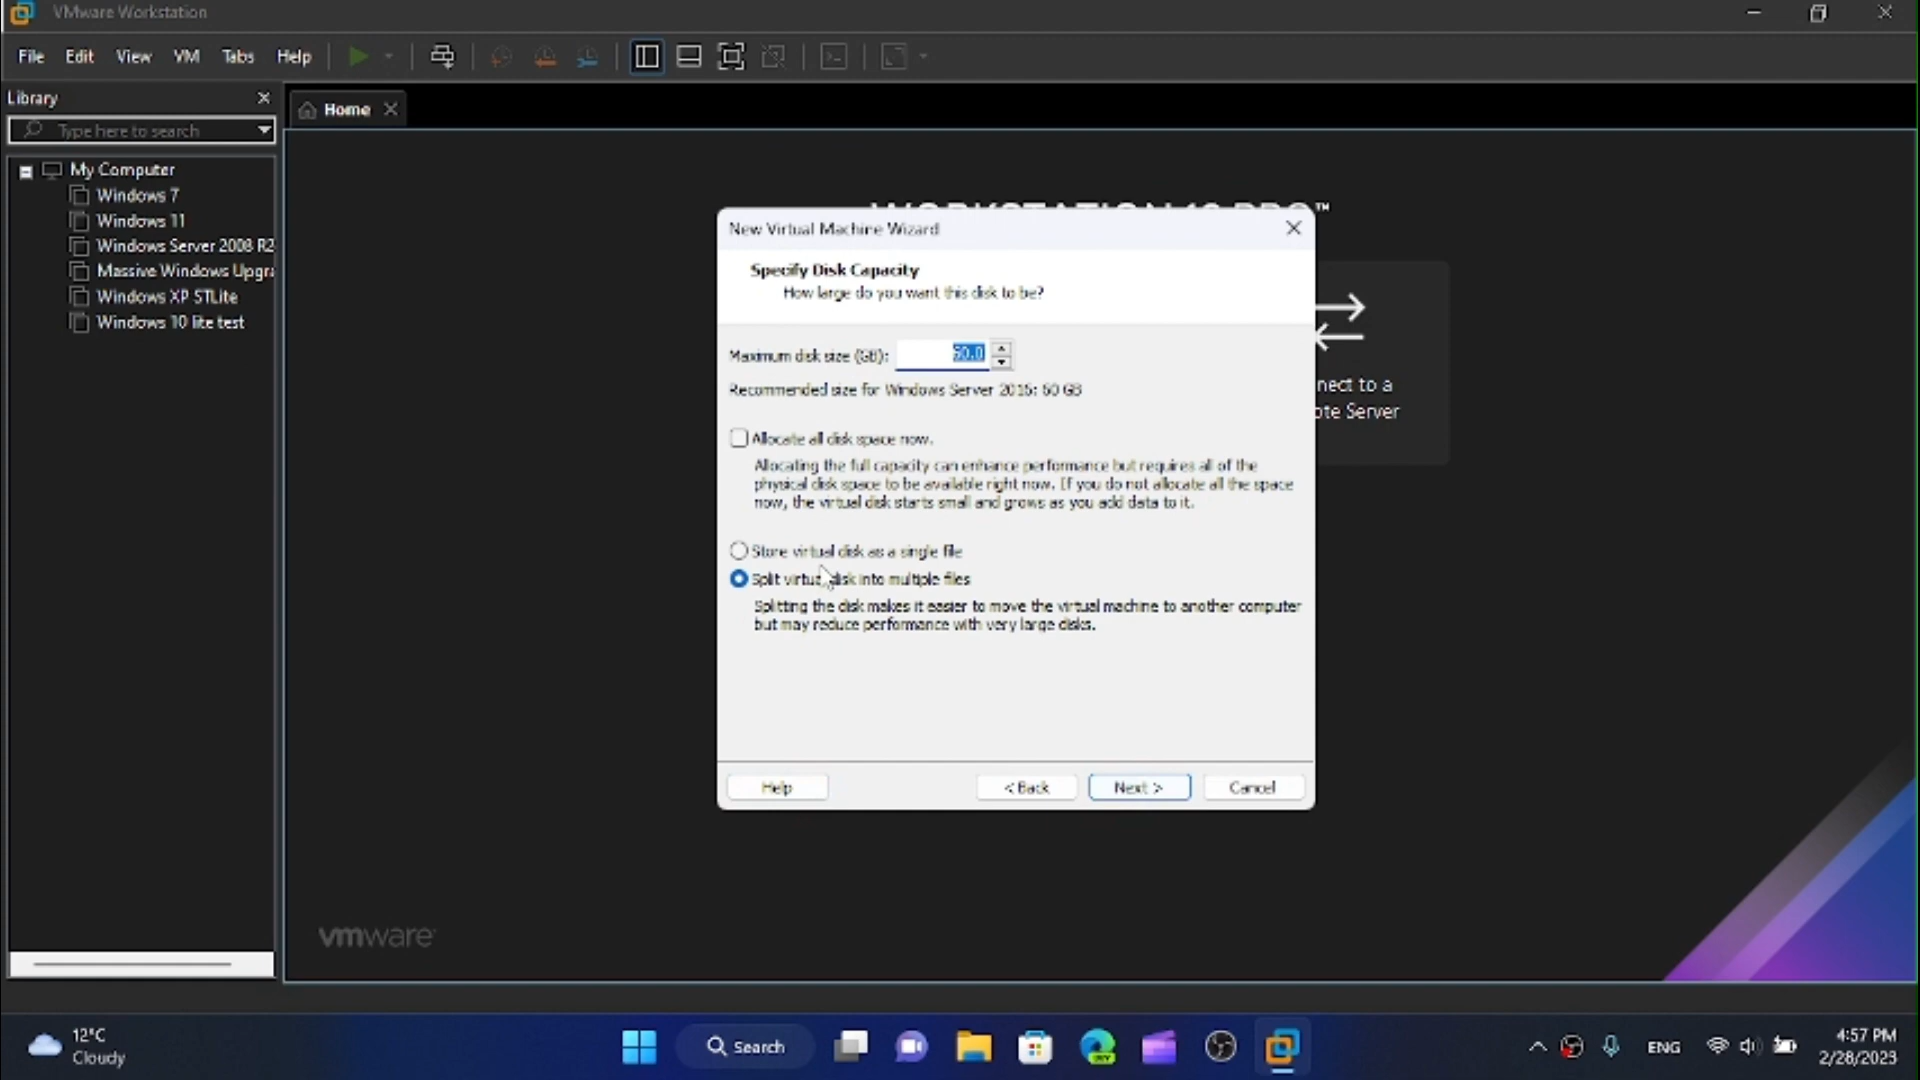 VMware Workstation
File Edit View VM Tabs Help
Library
Home
Type here to search
My Computer
Windows 7
Windows 11
Windows Server 2008 R2
Massive Windows Upgra
Windows XP STLite
Windows 10 lite test
New Virtual Machine Wizard
Specify Disk Capacity
How large do you want this disk to be?
Maximum disk size (GB): 60.0
Recommended size for Windows Server 2016: 60 GB
Allocate all disk space now.
Allocating the full capacity can enhance performance but requires all of the
physical disk space to be available right now. If you do not allocate all the space
now, the virtual disk starts small and grows as you add data to it.
Store virtual disk as a single file
Split virtual disk into multiple files
Splitting the disk makes it easier to move the virtual machine to another computer
but may reduce performance with very large disks.
Help < Back Next > Cancel
nect to a
ote Server
vmware
12°C
Cloudy
Search
ENG
4:57 PM
2/28/2023